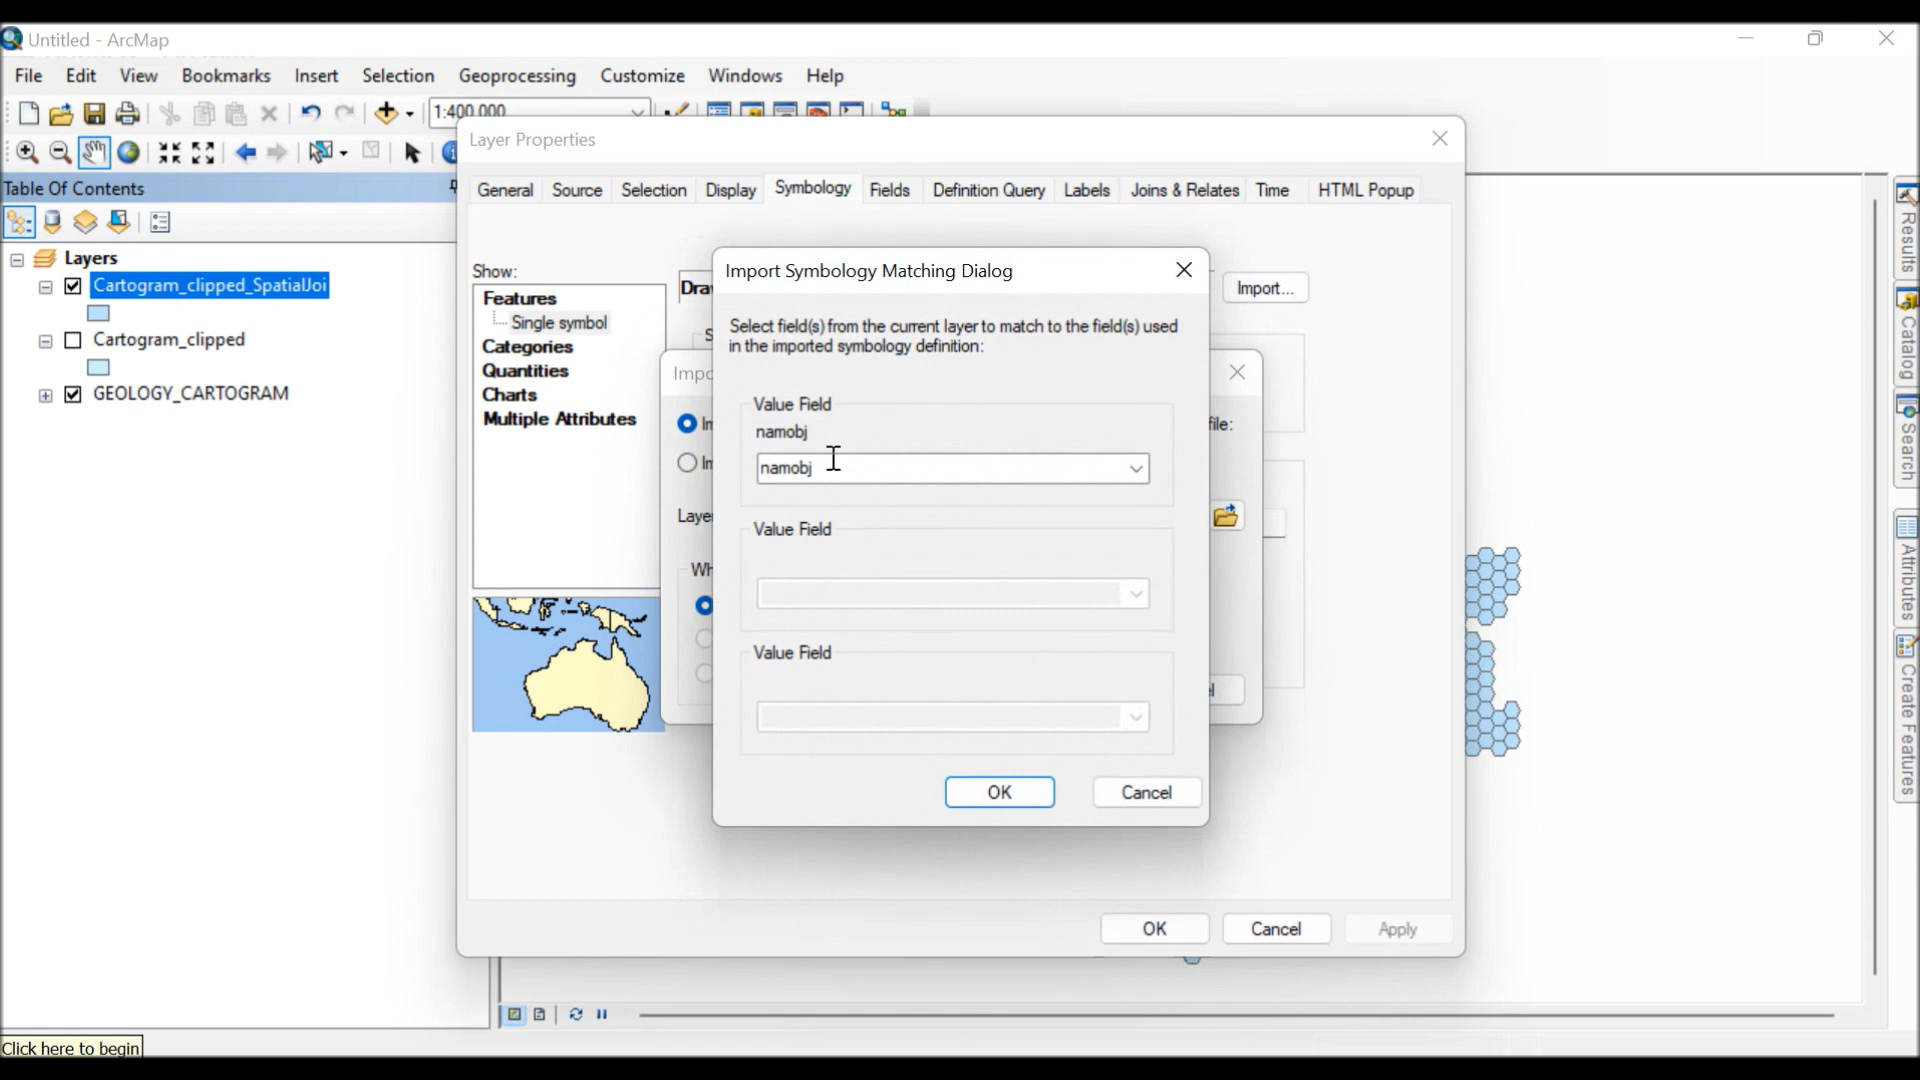 Untitled - ArcMap
File Edit View Bookmarks Insert Selection Geoprocessing Customize Windows Help
1:400 000
Layer Properties
Table Of Contents
General Source Selection Display Symbology Fields Definition Query Labels Joins & Relates Time HTML Popup
Layers
Cartogram_clipped_SpatialJoi
Cartogram_clipped
GEOLOGY_CARTOGRAM
Show:
Features
Single symbol
Categories
Quantities
Charts
Multiple Attributes
Import...
Import Symbology Matching Dialog
Select field(s) from the current layer to match to the field(s) used
in the imported symbology definition:
Value Field
namobj
namobj
Value Field
Value Field
OK Cancel
file:
OK Cancel Apply
Results
Catalog
Search
Attributes
Create Features
Click here to begin